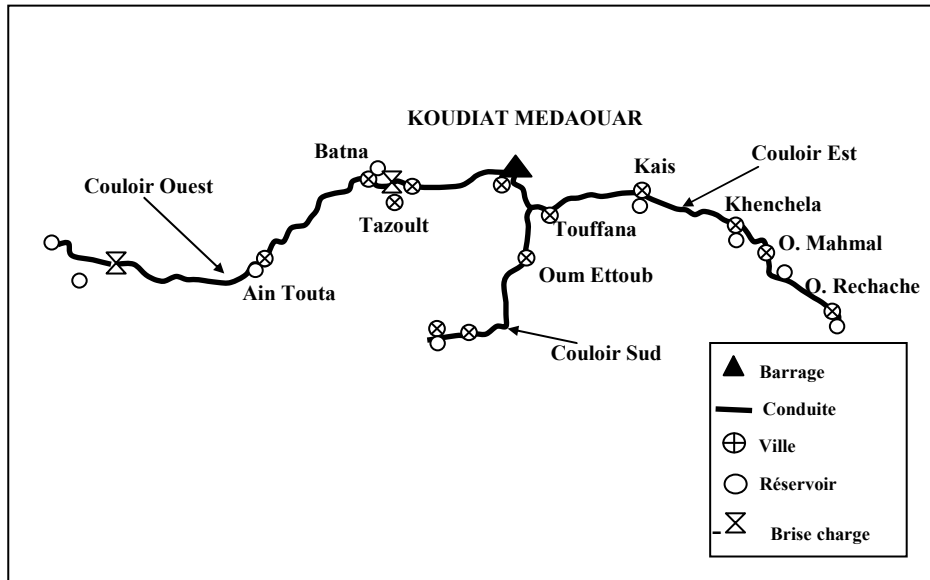 KOUDIAT MEDAOUAR
Batna
Kais
Couloir Est
Couloir Ouest
Khenchela
Tazoult
Touffana
O. Mahmal
Oum Ettoub
O. Rechache
Ain Touta
Couloir Sud
Barrage
Conduite
Ville
Réservoir
Brise charge